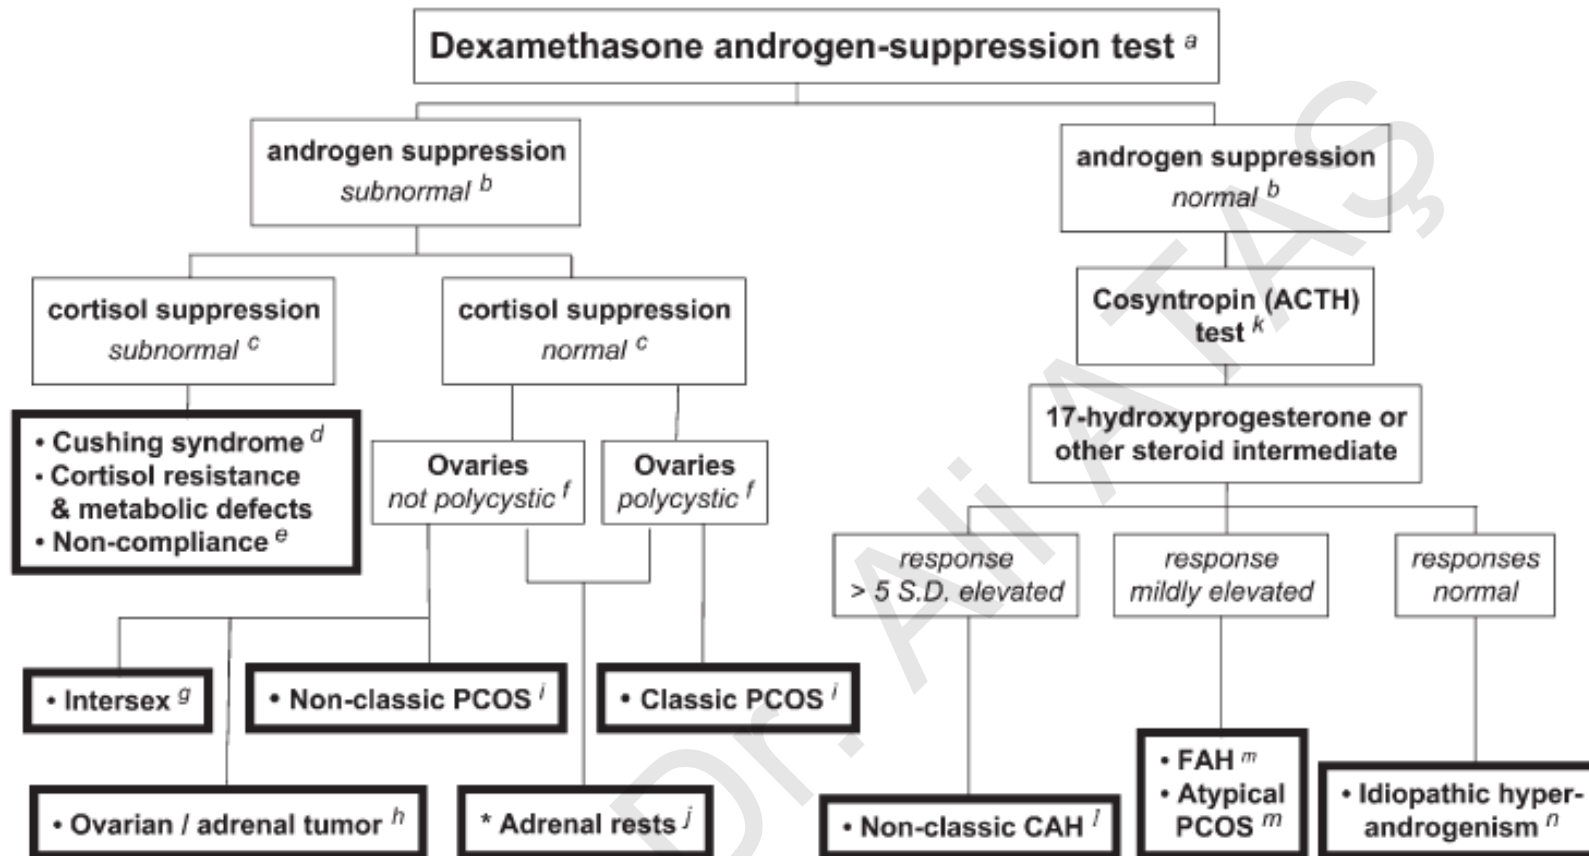 Dexamethasone androgen-suppression test a
androgen suppression
subnormal b
androgen suppression
normal b
cortisol suppression
subnormal c
cortisol suppression
normal c
Cosyntropin (ACTH)
test k
• Cushing syndrome d
• Cortisol resistance
& metabolic defects
• Non-compliance e
Ovaries
not polycystic f
Ovaries
polycystic f
17-hydroxyprogesterone or
other steroid intermediate
response
> 5 S.D. elevated
response
mildly elevated
responses
normal
• Intersex g
• Non-classic PCOS i
• Classic PCOS i
• Ovarian / adrenal tumor h
* Adrenal rests j
• Non-classic CAH l
• FAH m
• Atypical
PCOS m
• Idiopathic hyper-
androgenism n
Dr. Ali ATAŞ